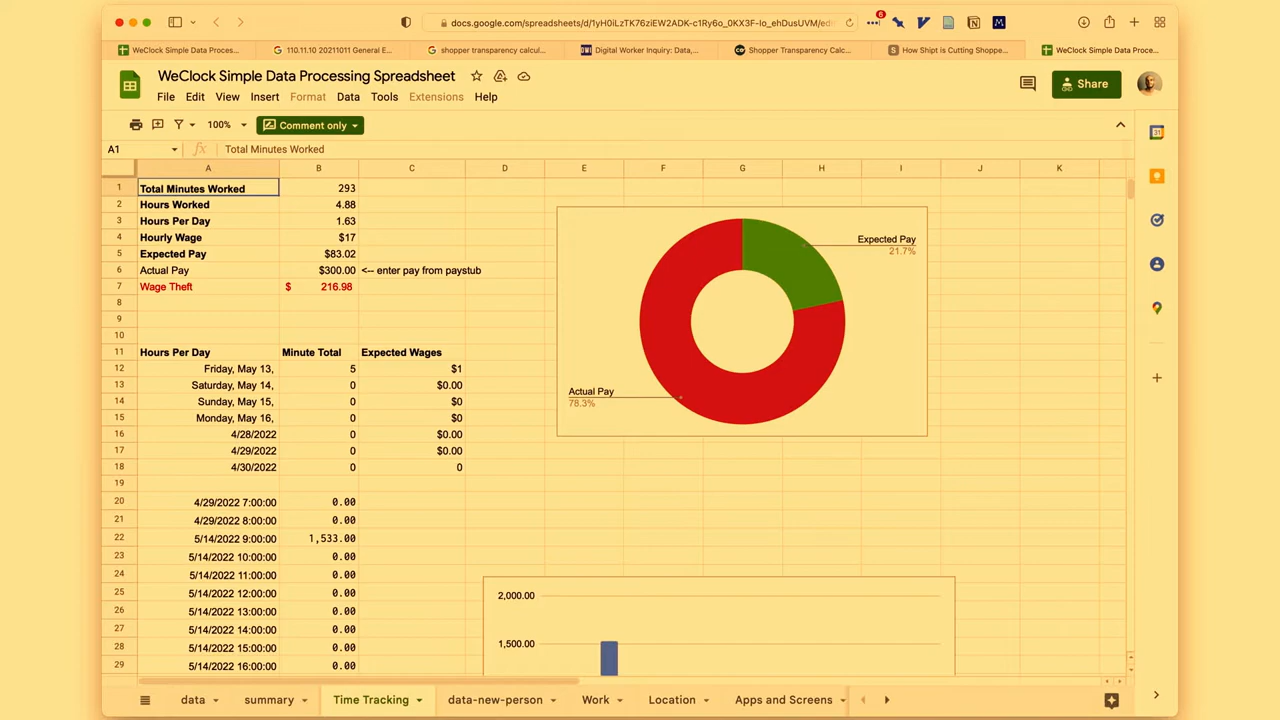 docs.google.com/spreadsheets/d/1yH0iLzTK76ziEW2ADK-c1Ry6o_0KX3F-Io_ehDusUVM/edi
6
WeClock Simple Data Proces...
110.11.10 20211011 General E...
shopper transparency calcul...
Digital Worker Inquiry: Data,...
Shopper Transparency Calc...
How Shipt is Cutting Shoppe...
WeClock Simple Data Proces...
WeClock Simple Data Processing Spreadsheet
File Edit View Insert Format Data Tools Extensions Help
Share
100%
Comment only
A1
fx
Total Minutes Worked
A B C D E F G H I J K
1 Total Minutes Worked 293
2 Hours Worked 4.88
3 Hours Per Day 1.63
4 Hourly Wage $17
5 Expected Pay $83.02
6 Actual Pay $300.00 <-- enter pay from paystub
7 Wage Theft $ 216.98
8
9
10
11 Hours Per Day Minute Total Expected Wages
12 Friday, May 13, 5 $1
13 Saturday, May 14, 0 $0.00
14 Sunday, May 15, 0 $0
15 Monday, May 16, 0 $0
16 4/28/2022 0 $0.00
17 4/29/2022 0 $0.00
18 4/30/2022 0 0
19
20 4/29/2022 7:00:00 0.00
21 4/29/2022 8:00:00 0.00
22 5/14/2022 9:00:00 1,533.00
23 5/14/2022 10:00:00 0.00
24 5/14/2022 11:00:00 0.00
25 5/14/2022 12:00:00 0.00
26 5/14/2022 13:00:00 0.00
27 5/14/2022 14:00:00 0.00
28 5/14/2022 15:00:00 0.00
29 5/14/2022 16:00:00 0.00
Expected Pay
21.7%
Actual Pay
78.3%
2,000.00
1,500.00
31
data
summary
Time Tracking
data-new-person
Work
Location
Apps and Screens